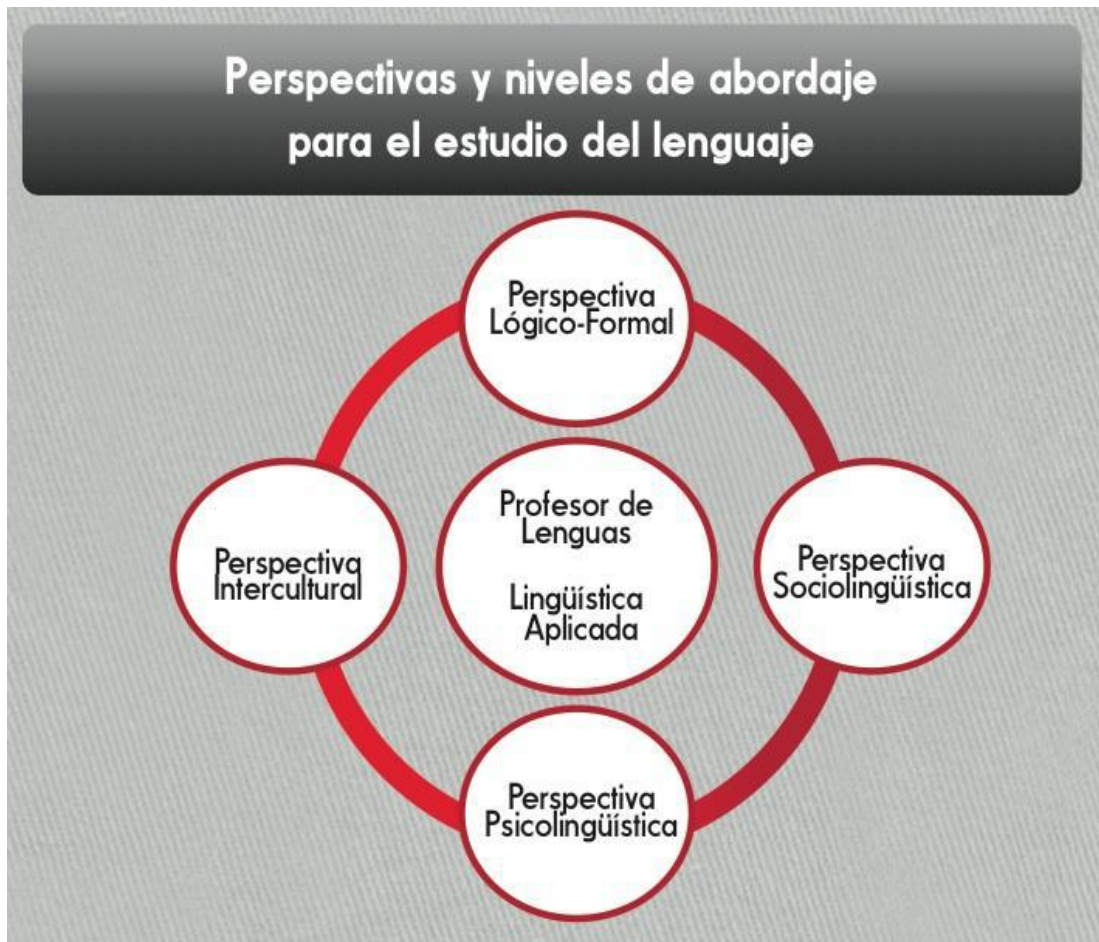 Perspectivas y niveles de abordaje
para el estudio del lenguaje
Perspectiva
Lógico-Formal
Perspectiva
Intercultural
Profesor de
Lenguas
Lingüística
Aplicada
Perspectiva
Sociolingüística
Perspectiva
Psicolingüística